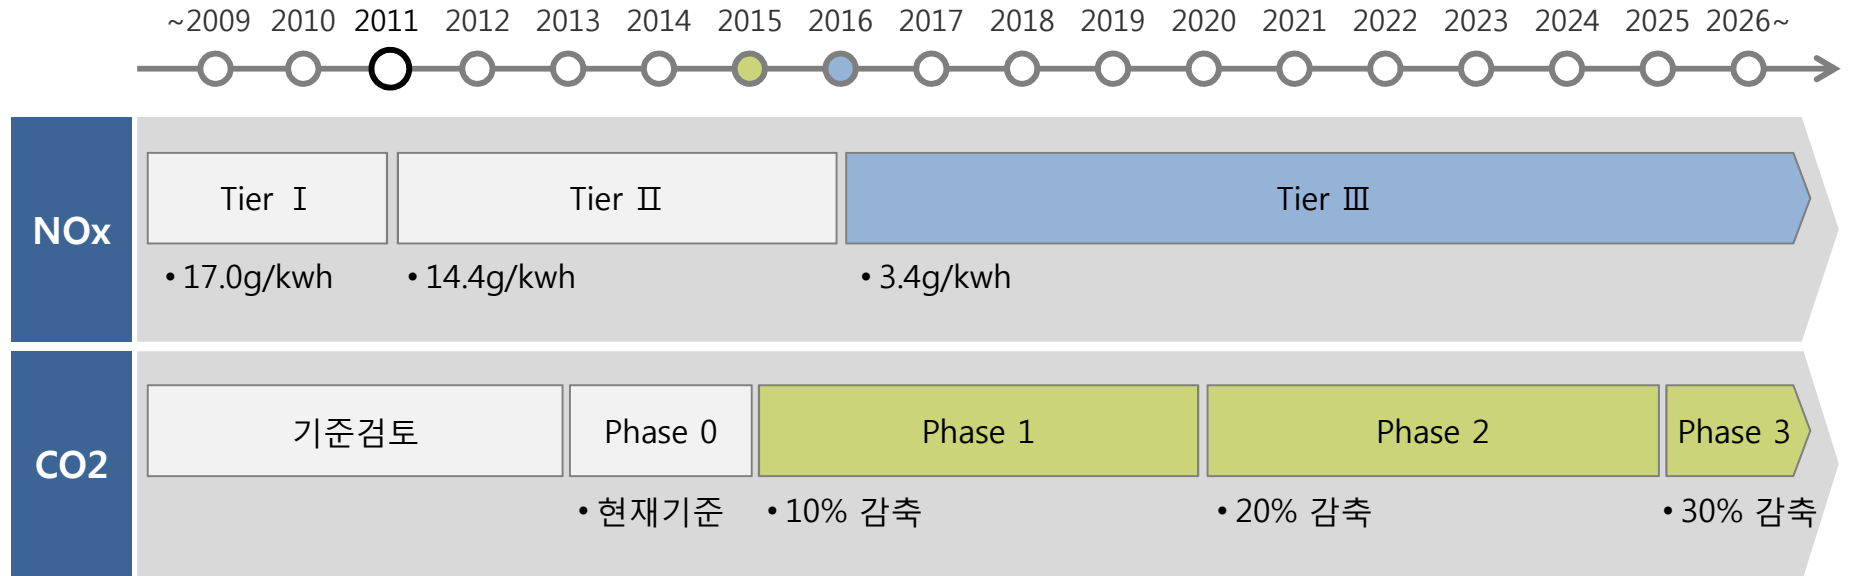 ~2009 2010 2011 2012 2013 2014 2015 2016 2017 2018 2019 2020 2021 2022 2023 2024 2025 2026~
NOx
Tier Ⅰ Tier Ⅱ Tier Ⅲ
• 17.0g/kwh • 14.4g/kwh • 3.4g/kwh
CO2
기준검토 Phase 0 Phase 1 Phase 2 Phase 3
• 현재기준 • 10% 감축 • 20% 감축 • 30% 감축